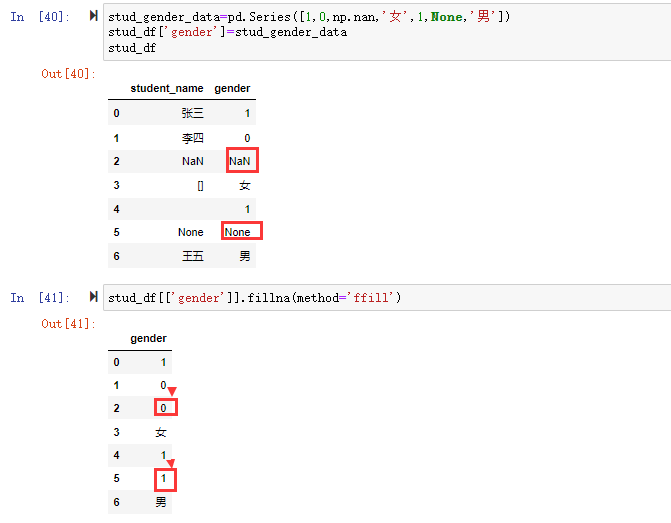 In [40]: stud_gender_data=pd.Series([1,0,np.nan,'女',1,None,'男'])
stud_df['gender']=stud_gender_data
stud_df
Out[40]:
student_name gender
0 张三 1
1 李四 0
2 NaN NaN
3 [] 女
4 1
5 None None
6 王五 男
In [41]: stud_df[['gender']].fillna(method='ffill')
Out[41]:
gender
0 1
1 0
2 0
3 女
4 1
5 1
6 男